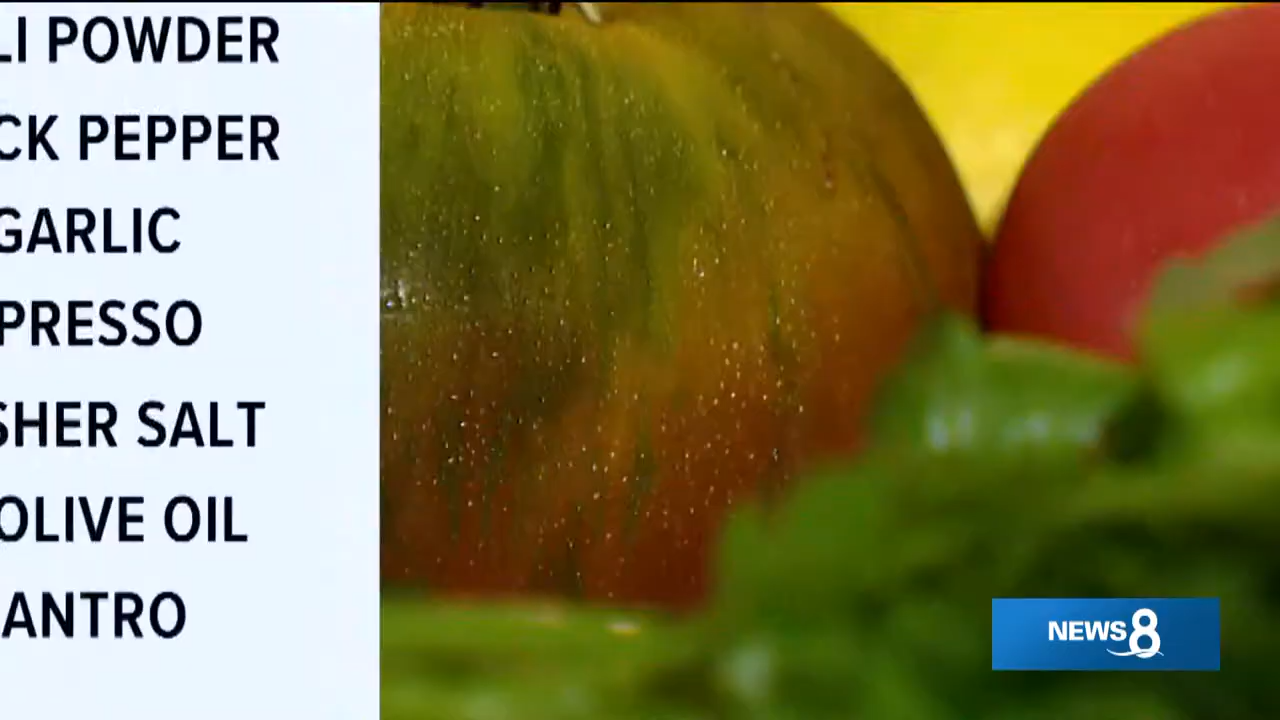 LI POWDER
CK PEPPER
GARLIC
PRESSO
SHER SALT
OLIVE OIL
ANTRO
NEWS 8